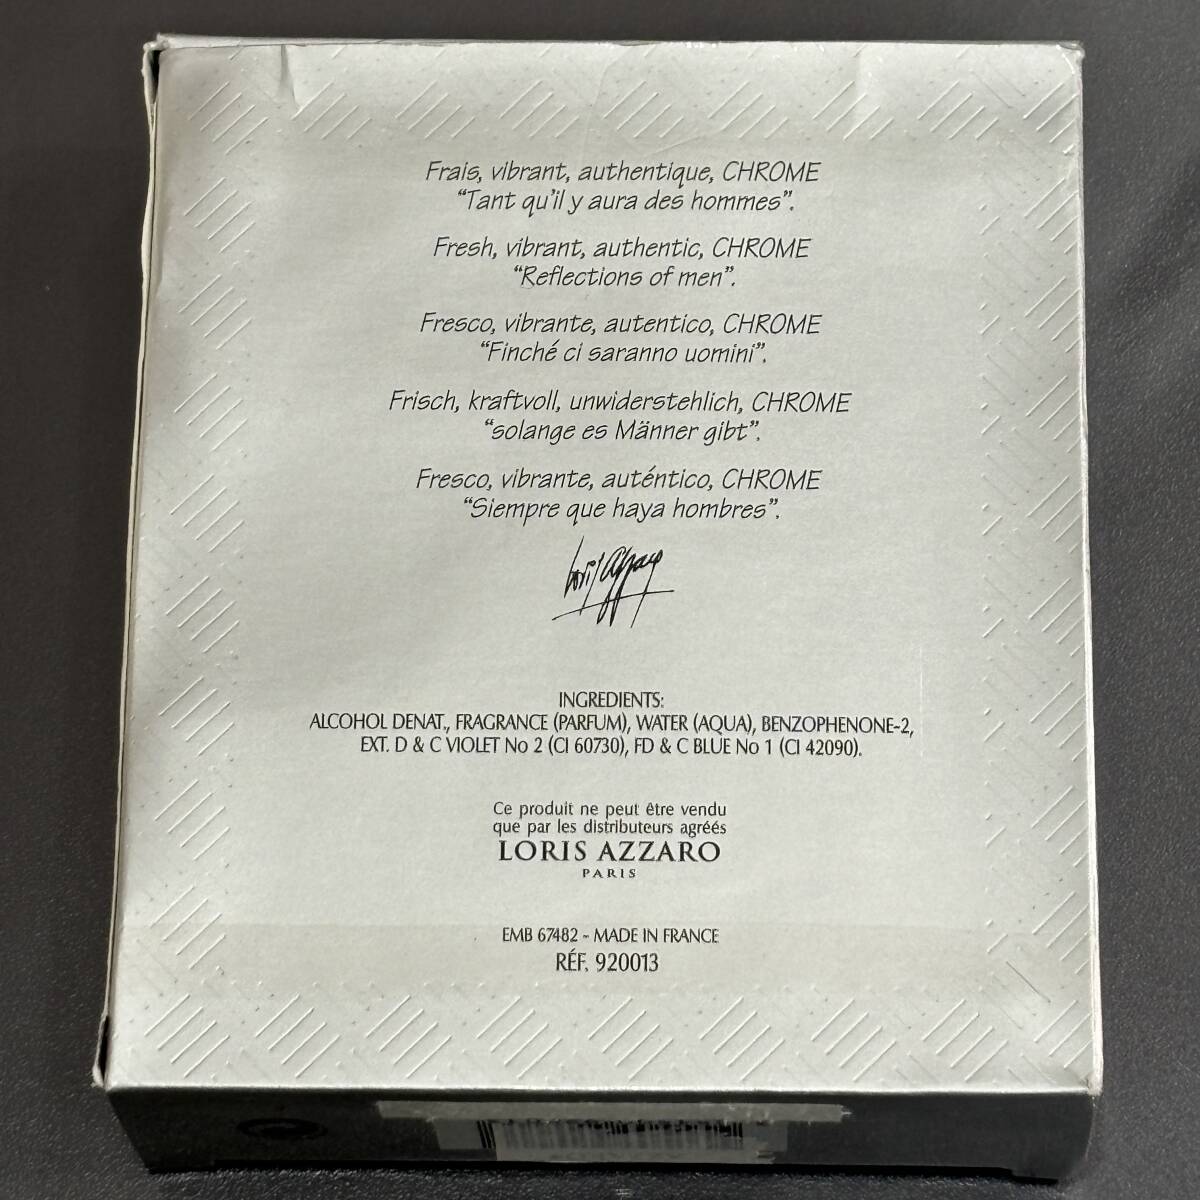 Frais, vibrant, authentique, CHROME
“Tant qu’il y aura des hommes”.
Fresh, vibrant, authentic, CHROME
“Reflections of men”.
Fresco, vibrante, autentico, CHROME
“Finché ci saranno uomini”.
Frisch, kraftvoll, unwiderstehlich, CHROME
“solange es Männer gibt”.
Fresco, vibrante, auténtico, CHROME
“Siempre que haya hombres”.
Loris Azzaro
INGREDIENTS:
ALCOHOL DENAT., FRAGRANCE (PARFUM), WATER (AQUA), BENZOPHENONE-2,
EXT. D & C VIOLET No 2 (CI 60730), FD & C BLUE No 1 (CI 42090).
Ce produit ne peut être vendu
que par les distributeurs agréés
LORIS AZZARO
PARIS
EMB 67482 - MADE IN FRANCE
RÉF. 920013